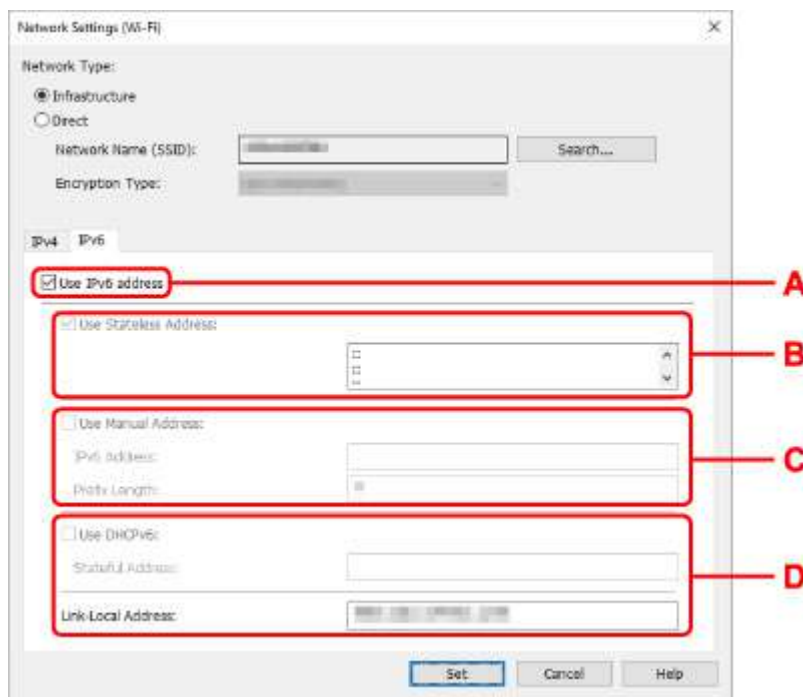 Network Settings (Wi-Fi)
Network Type:
Infrastructure
Direct
Network Name (SSID):
Search...
Encryption Type:
IPv4 IPv6
Use IPv6 address
A
Use Stateless Address:
B
Use Manual Address:
IPv6 Address:
C
Prefix Length:
Use DHCPv6:
Stateful Address:
D
Link-Local Address:
Set Cancel Help